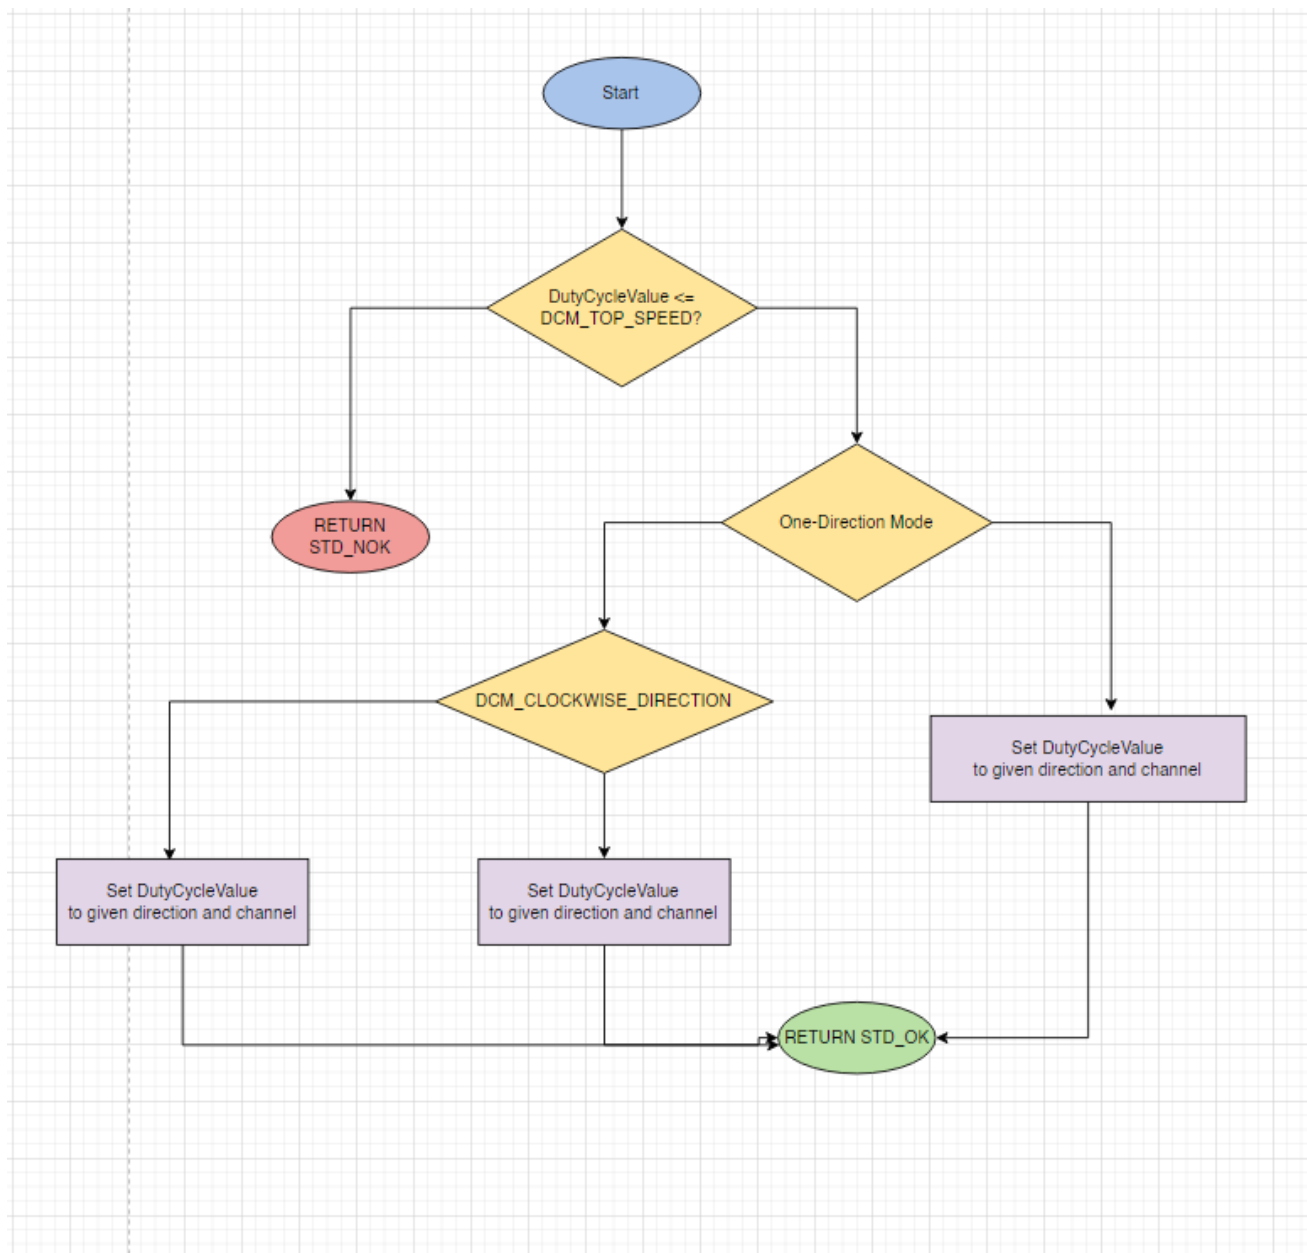 Start
DutyCycleValue <=
DCM_TOP_SPEED?
RETURN
STD_NOK
One-Direction Mode
DCM_CLOCKWISE_DIRECTION
Set DutyCycleValue
to given direction and channel
Set DutyCycleValue
to given direction and channel
Set DutyCycleValue
to given direction and channel
RETURN STD_OK